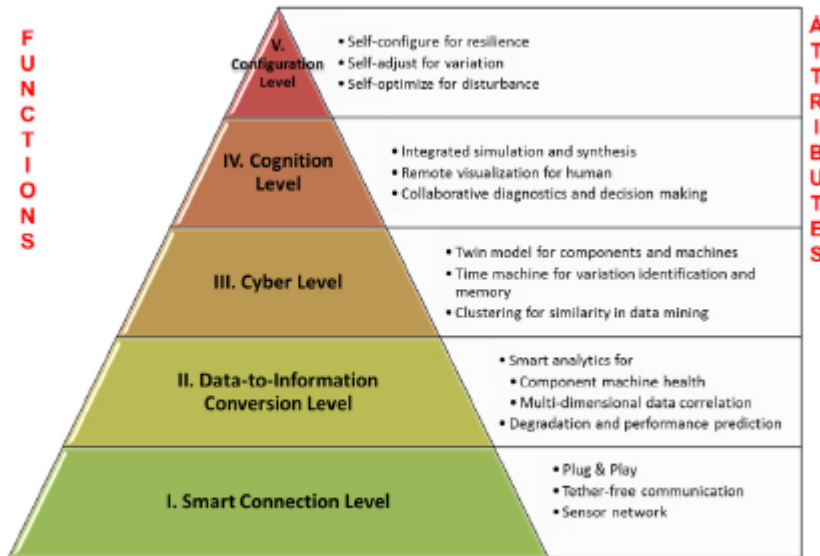 FUNCTIONS
ATTRIBUTES
V.
Configuration
Level
• Self-configure for resilience
• Self-adjust for variation
• Self-optimize for disturbance
IV. Cognition
Level
• Integrated simulation and synthesis
• Remote visualization for human
• Collaborative diagnostics and decision making
III. Cyber Level
• Twin model for components and machines
• Time machine for variation identification and
memory
• Clustering for similarity in data mining
II. Data-to-Information
Conversion Level
• Smart analytics for
• Component machine health
• Multi-dimensional data correlation
• Degradation and performance prediction
I. Smart Connection Level
• Plug & Play
• Tether-free communication
• Sensor network